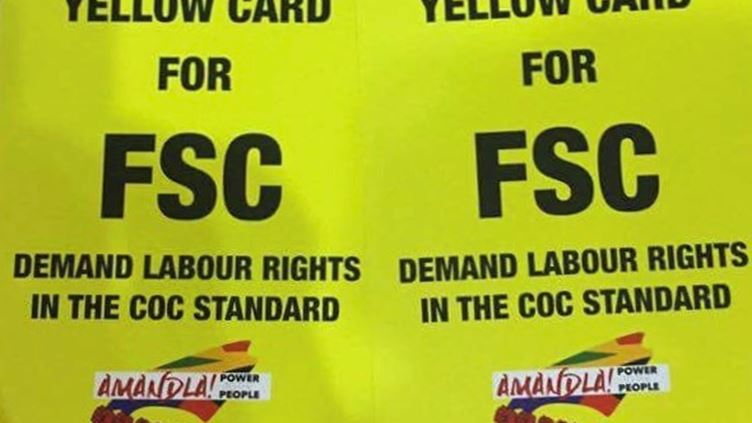 YELLOW CARD
FOR
FSC
DEMAND LABOUR RIGHTS
IN THE COC STANDARD
AMANDLA! POWER
PEOPLE
YELLOW CARD
FOR
FSC
DEMAND LABOUR RIGHTS
IN THE COC STANDARD
AMANDLA! POWER
PEOPLE